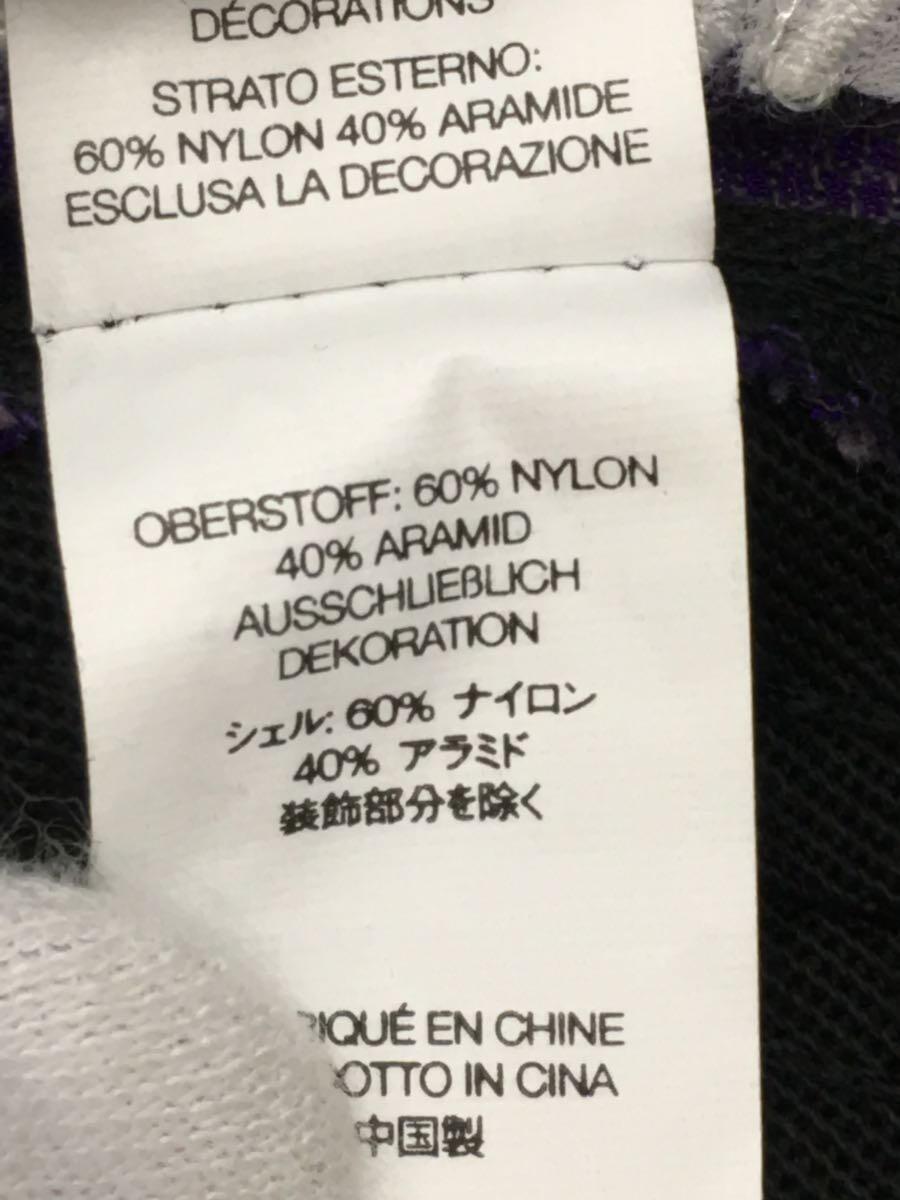 DÉCORATIONS
STRATO ESTERNO:
60% NYLON 40% ARAMIDE
ESCLUSA LA DECORAZIONE
OBERSTOFF: 60% NYLON
40% ARAMID
AUSSCHLIEßLICH
DEKORATION
シェル: 60% ナイロン
40% アラミド
装飾部分を除く
RIQUÉ EN CHINE
OTTO IN CINA
中国製